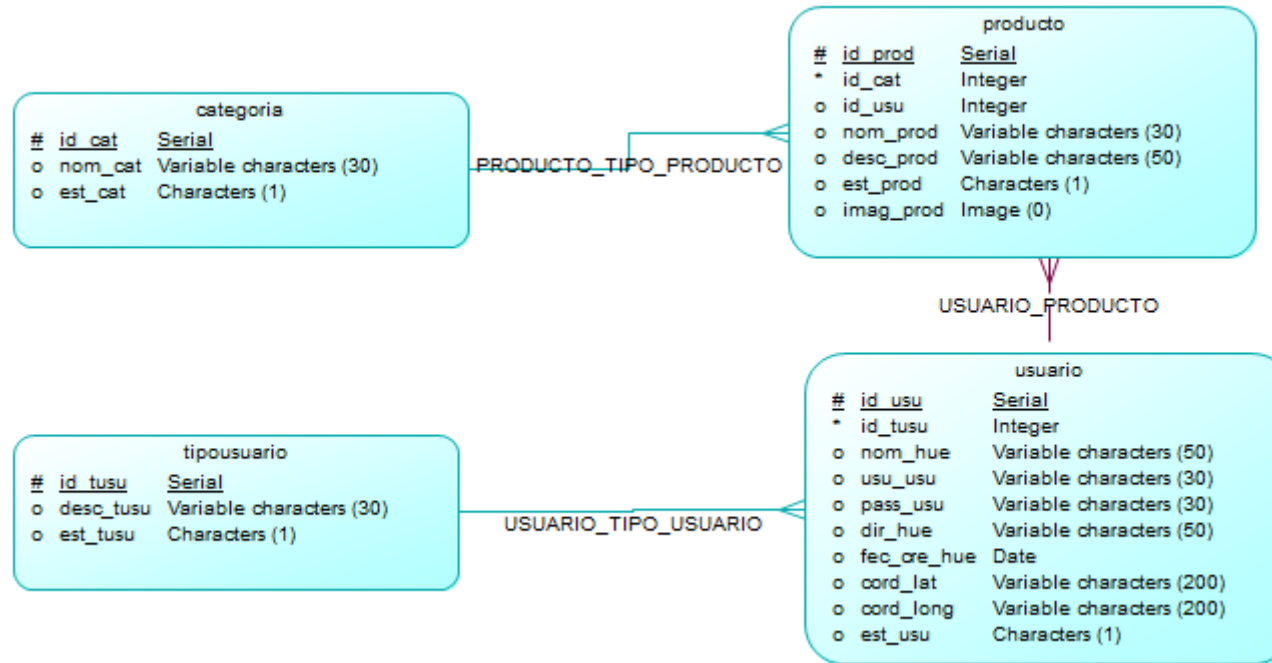 categoria
# id_cat Serial
o nom_cat Variable characters (30)
o est_cat Characters (1)
PRODUCTO_TIPO_PRODUCTO
producto
# id_prod Serial
* id_cat Integer
o id_usu Integer
o nom_prod Variable characters (30)
o desc_prod Variable characters (50)
o est_prod Characters (1)
o imag_prod Image (0)
USUARIO_PRODUCTO
tipousuario
# id_tusu Serial
o desc_tusu Variable characters (30)
o est_tusu Characters (1)
USUARIO_TIPO_USUARIO
usuario
# id_usu Serial
* id_tusu Integer
o nom_hue Variable characters (50)
o usu_usu Variable characters (30)
o pass_usu Variable characters (30)
o dir_hue Variable characters (50)
o fec_cre_hue Date
o cord_lat Variable characters (200)
o cord_long Variable characters (200)
o est_usu Characters (1)